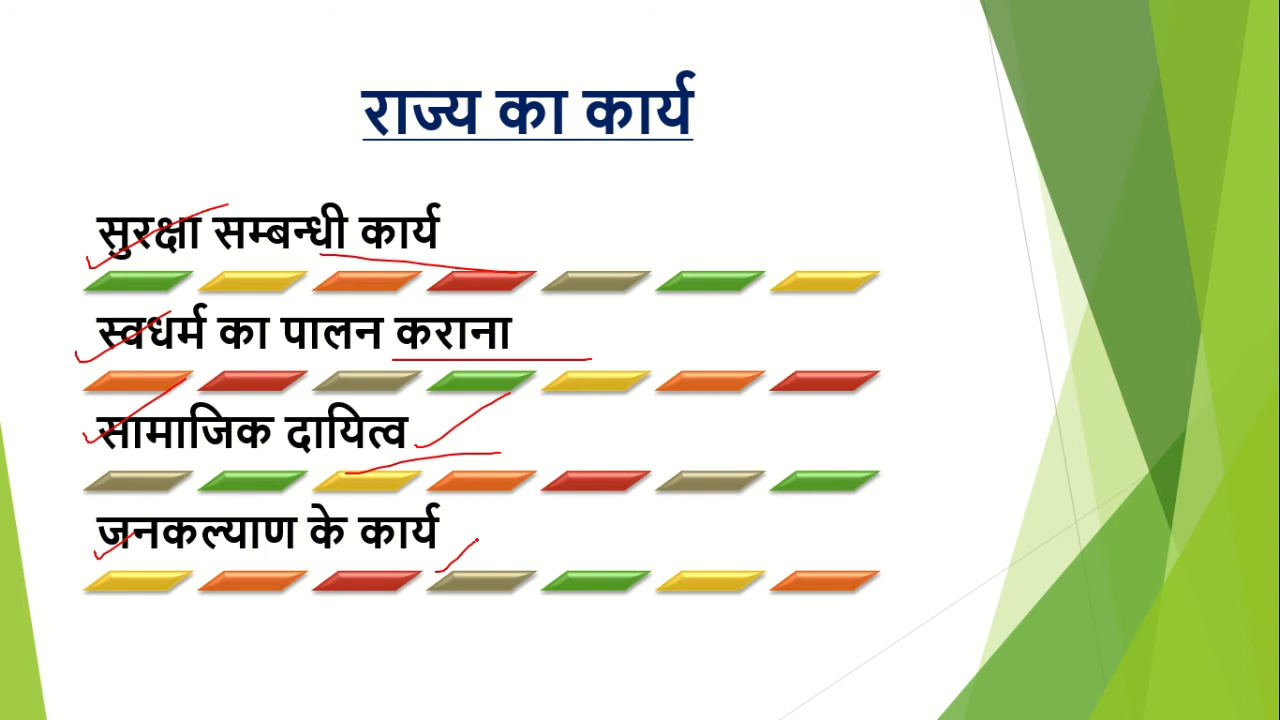 राज्य का कार्य
सुरक्षा सम्बन्धी कार्य
स्वधर्म का पालन कराना
सामाजिक दायित्व
जनकल्याण के कार्य